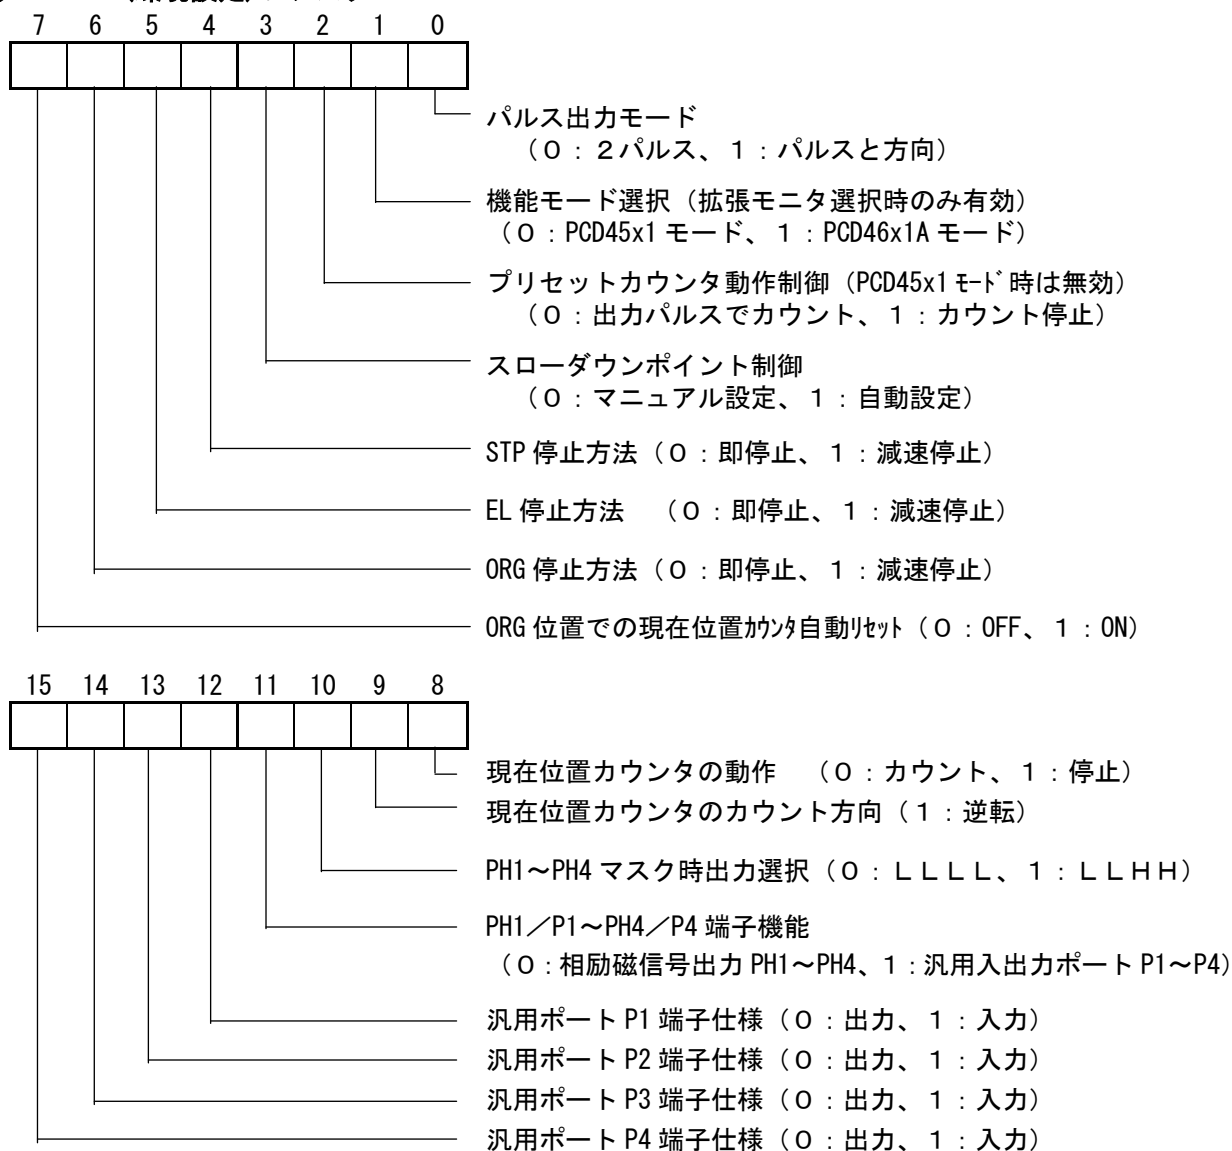 7 6 5 4 3 2 1 0
パルス出力モード
（０：２パルス、１：パルスと方向）
機能モード選択（拡張モニタ選択時のみ有効）
（０：PCD45x1 モード、１：PCD46x1A モード）
プリセットカウンタ動作制御（PCD45x1 ﾓｰﾄﾞ時は無効）
（０：出力パルスでカウント、１：カウント停止）
スローダウンポイント制御
（０：マニュアル設定、１：自動設定）
STP 停止方法（０：即停止、１：減速停止）
EL 停止方法　（０：即停止、１：減速停止）
ORG 停止方法（０：即停止、１：減速停止）
ORG 位置での現在位置ｶｳﾝﾀ自動ﾘｾｯﾄ（０：OFF、１：ON）
15 14 13 12 11 10 9 8
現在位置カウンタの動作　（０：カウント、１：停止）
現在位置カウンタのカウント方向（１：逆転）
PH1～PH4 マスク時出力選択（０：ＬＬＬＬ、１：ＬＬＨＨ）
PH1／P1～PH4／P4 端子機能
（０：相励磁信号出力 PH1～PH4、１：汎用入出力ポート P1～P4）
汎用ポート P1 端子仕様（０：出力、１：入力）
汎用ポート P2 端子仕様（０：出力、１：入力）
汎用ポート P3 端子仕様（０：出力、１：入力）
汎用ポート P4 端子仕様（０：出力、１：入力）